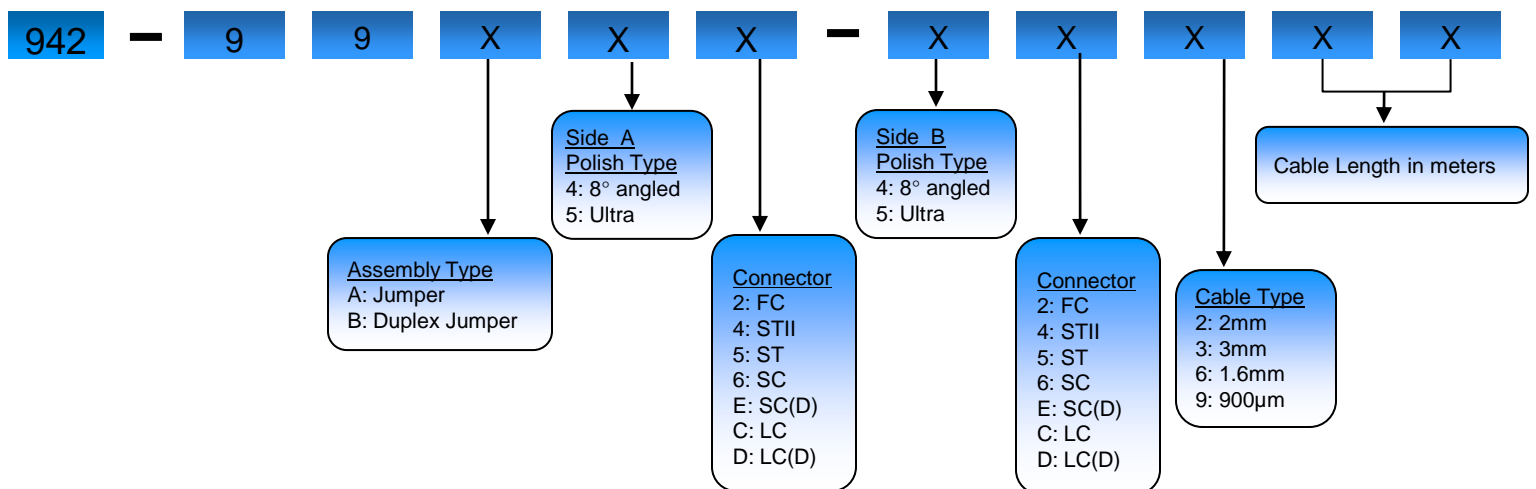 942 – 9 9 X X X – X X X X X
Side A
Polish Type
4: 8° angled
5: Ultra
Side B
Polish Type
4: 8° angled
5: Ultra
Cable Length in meters
Assembly Type
A: Jumper
B: Duplex Jumper
Connector
2: FC
4: STII
5: ST
6: SC
E: SC(D)
C: LC
D: LC(D)
Connector
2: FC
4: STII
5: ST
6: SC
E: SC(D)
C: LC
D: LC(D)
Cable Type
2: 2mm
3: 3mm
6: 1.6mm
9: 900µm